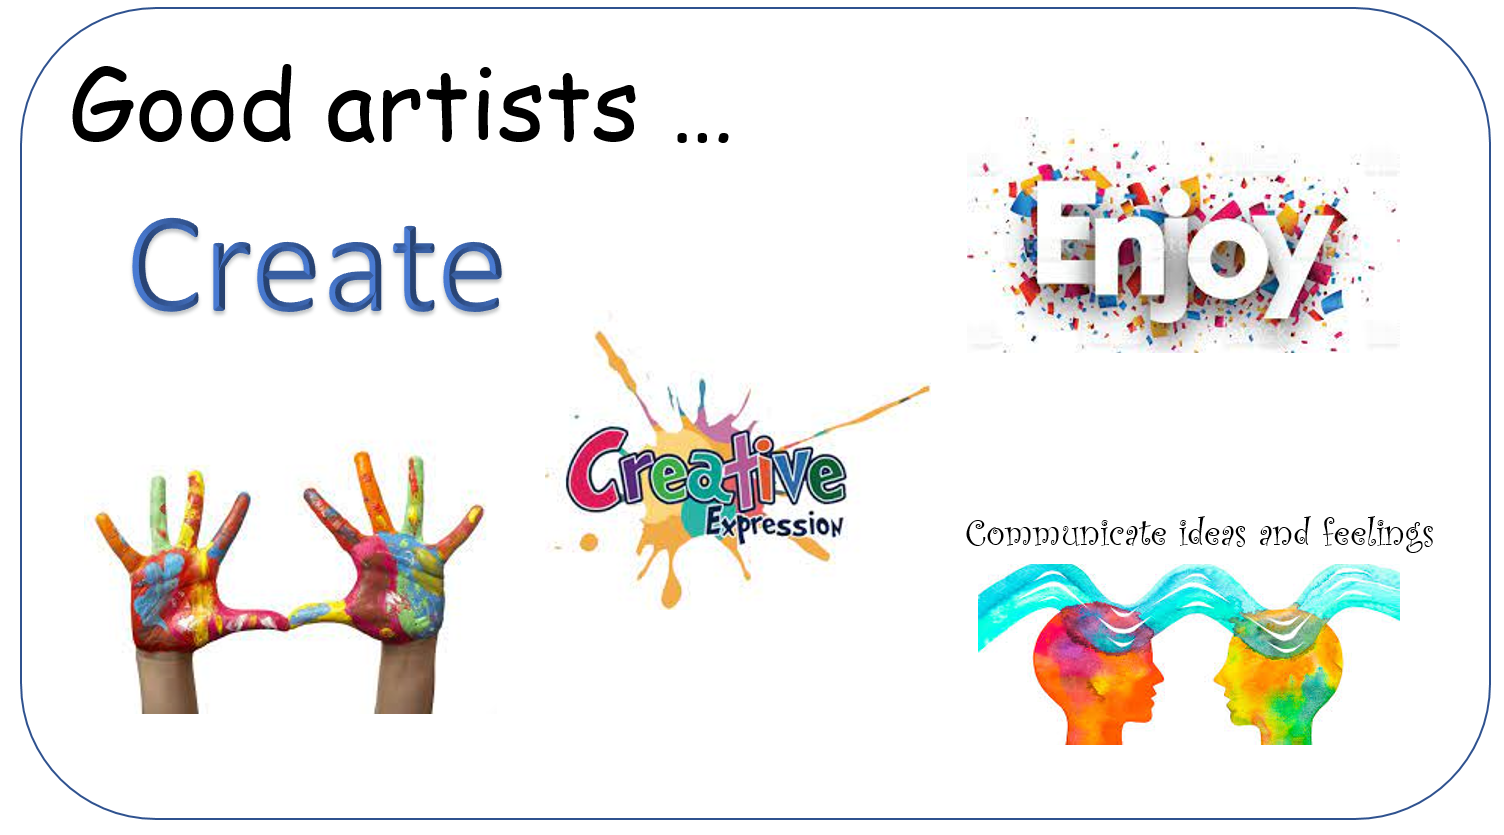 Good artists ...
Create
Enjoy
Creative
Expression
Communicate ideas and feelings